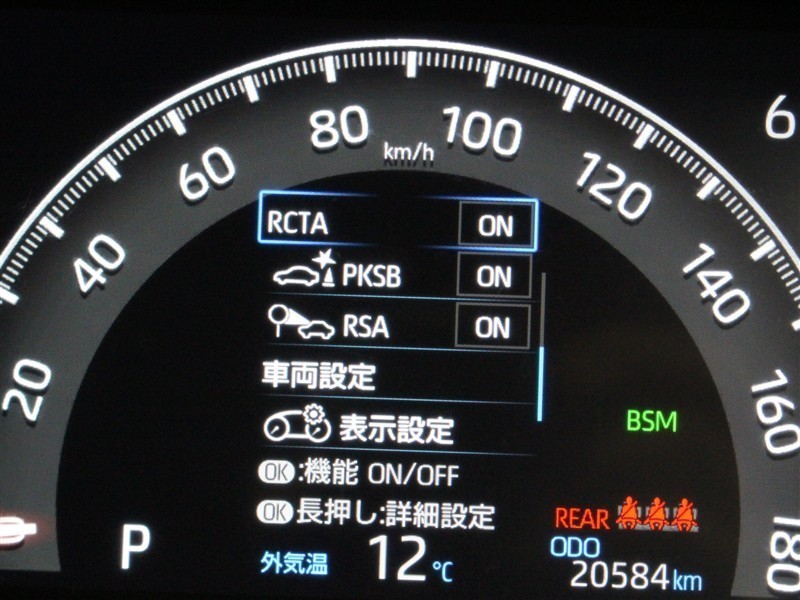 20
40
60
80
100
120
140
160
180
km/h
6
RCTA ON
PKSB ON
RSA ON
車両設定
表示設定
OK:機能 ON/OFF
OK長押し:詳細設定
外気温 12℃
P
BSM
REAR
ODO
20584km